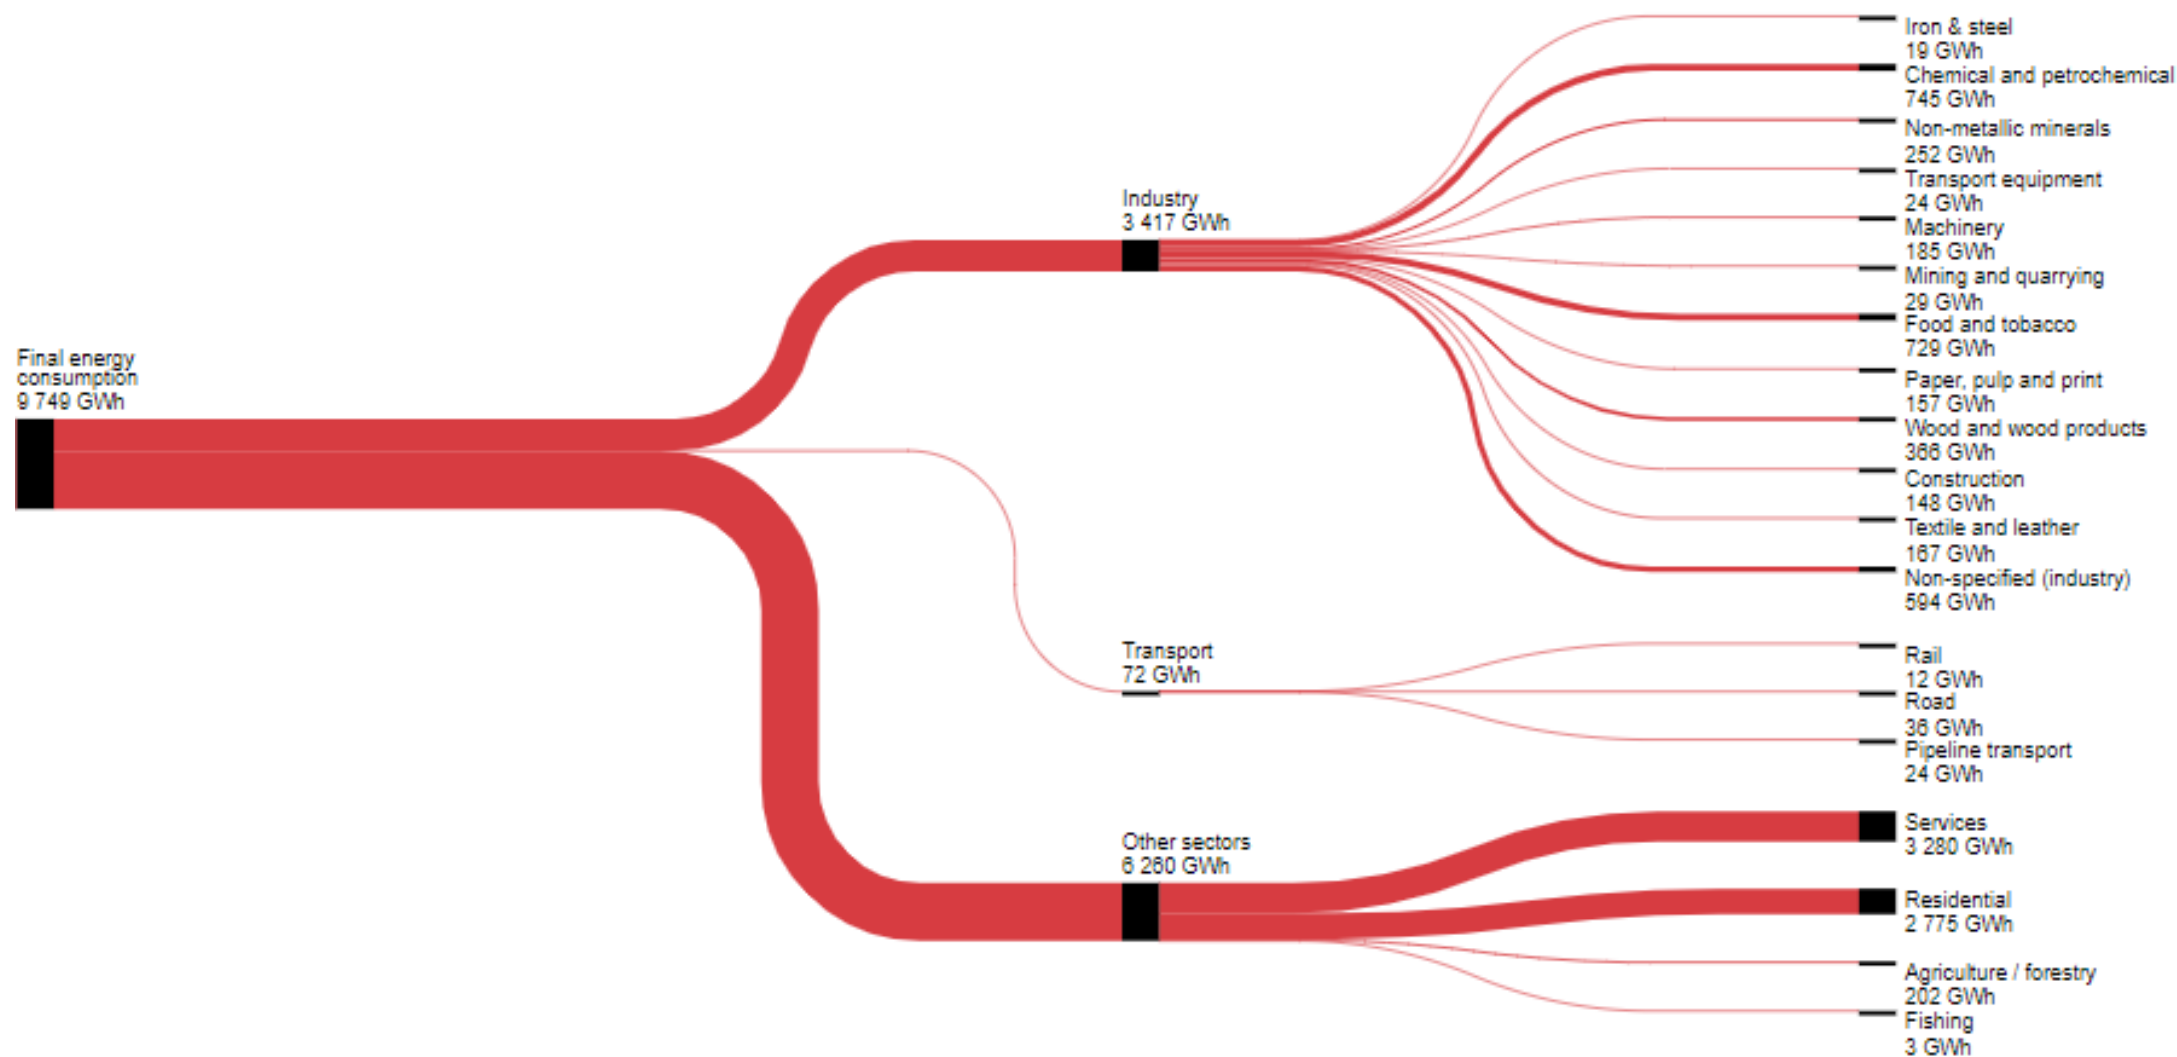 Final energy
consumption
9 749 GWh
Industry
3 417 GWh
Transport
72 GWh
Other sectors
6 260 GWh
Iron & steel
19 GWh
Chemical and petrochemical
745 GWh
Non-metallic minerals
252 GWh
Transport equipment
24 GWh
Machinery
185 GWh
Mining and quarrying
29 GWh
Food and tobacco
729 GWh
Paper, pulp and print
157 GWh
Wood and wood products
366 GWh
Construction
148 GWh
Textile and leather
167 GWh
Non-specified (industry)
594 GWh
Rail
12 GWh
Road
36 GWh
Pipeline transport
24 GWh
Services
3 280 GWh
Residential
2 775 GWh
Agriculture / forestry
202 GWh
Fishing
3 GWh